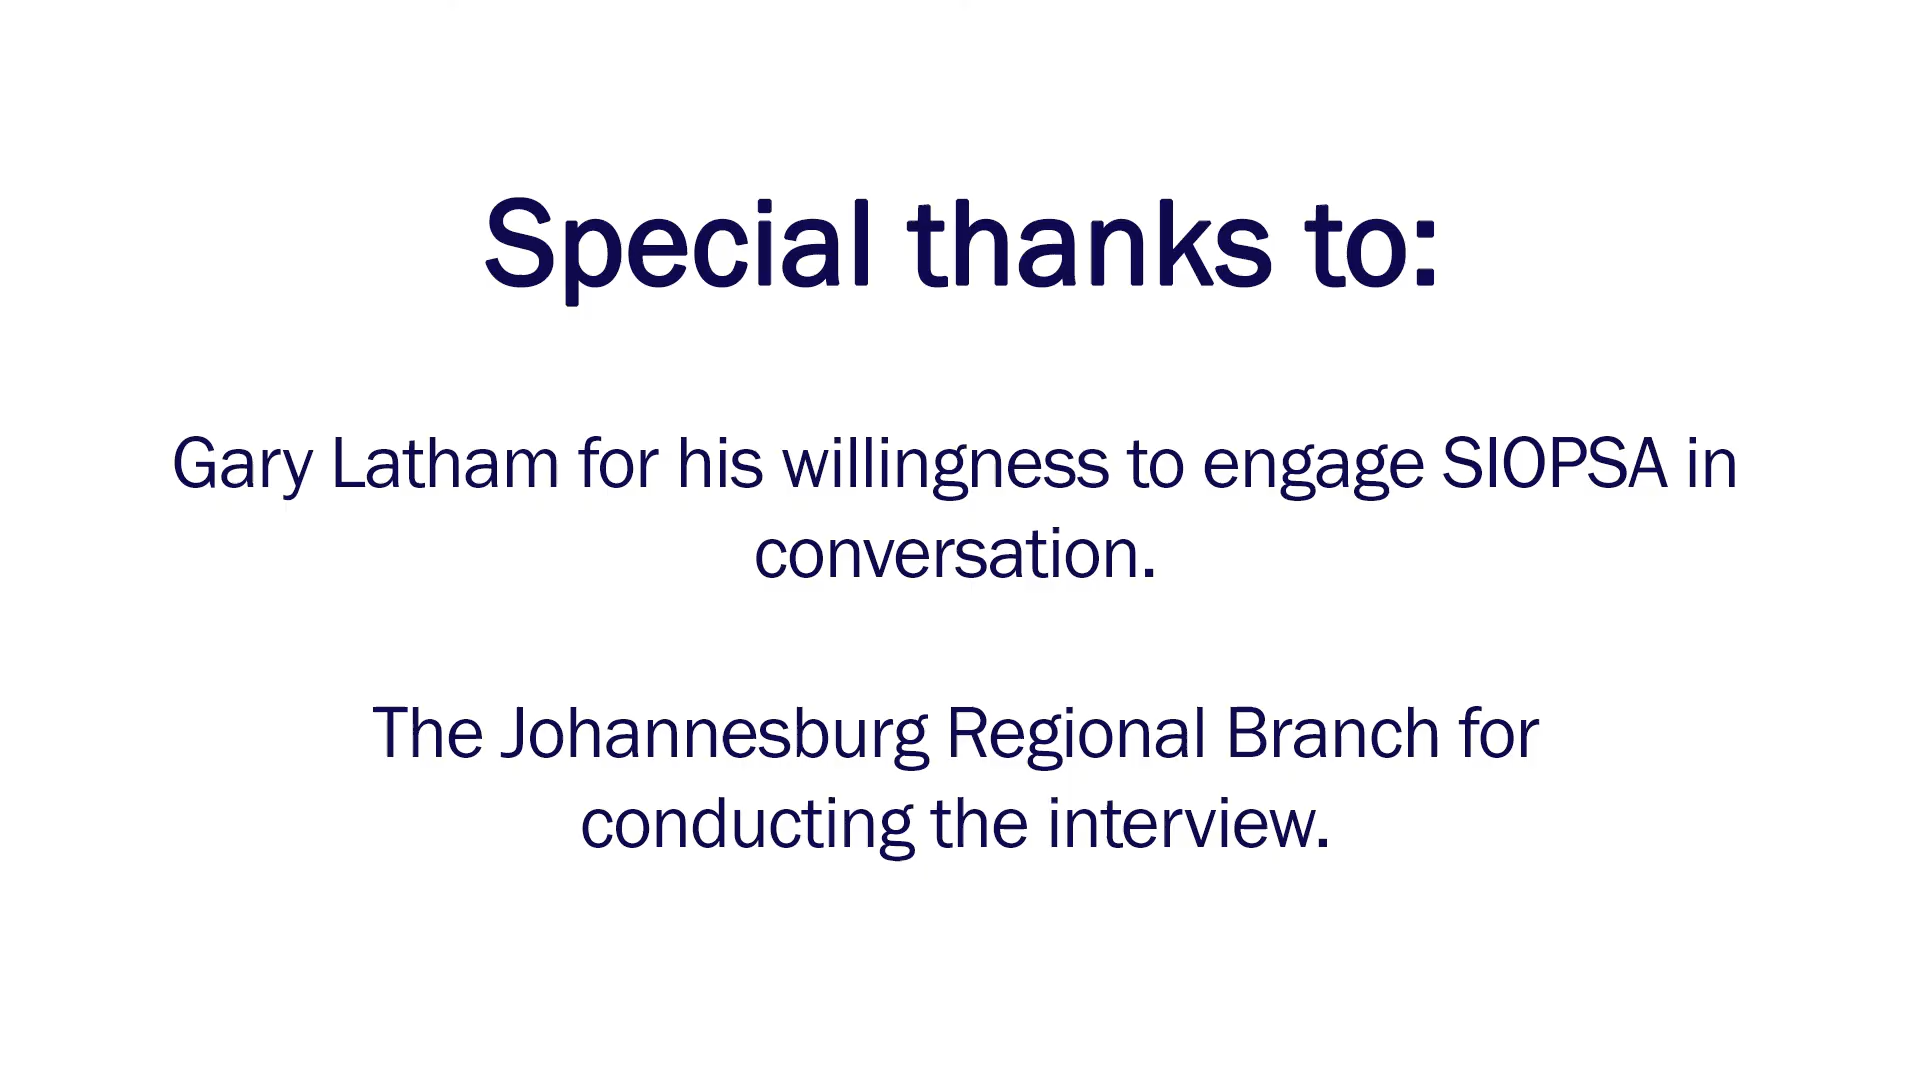 Special thanks to:
Gary Latham for his willingness to engage SIOPSA in
conversation.
The Johannesburg Regional Branch for
conducting the interview.